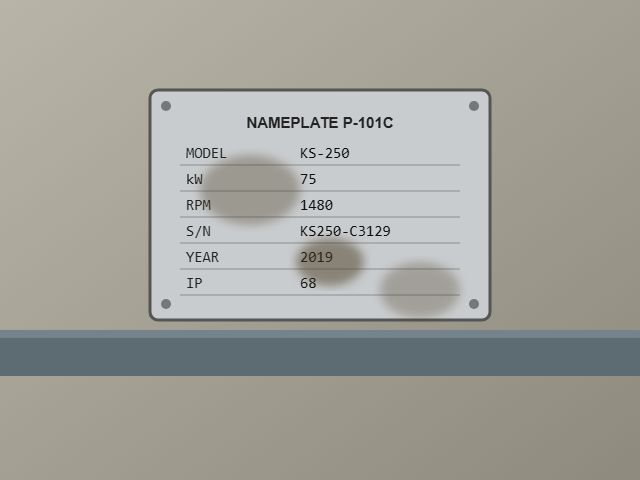 NAMEPLATE P-101C
MODEL KS-250
kW 75
RPM 1480
S/N KS250-C3129
YEAR 2019
IP 68